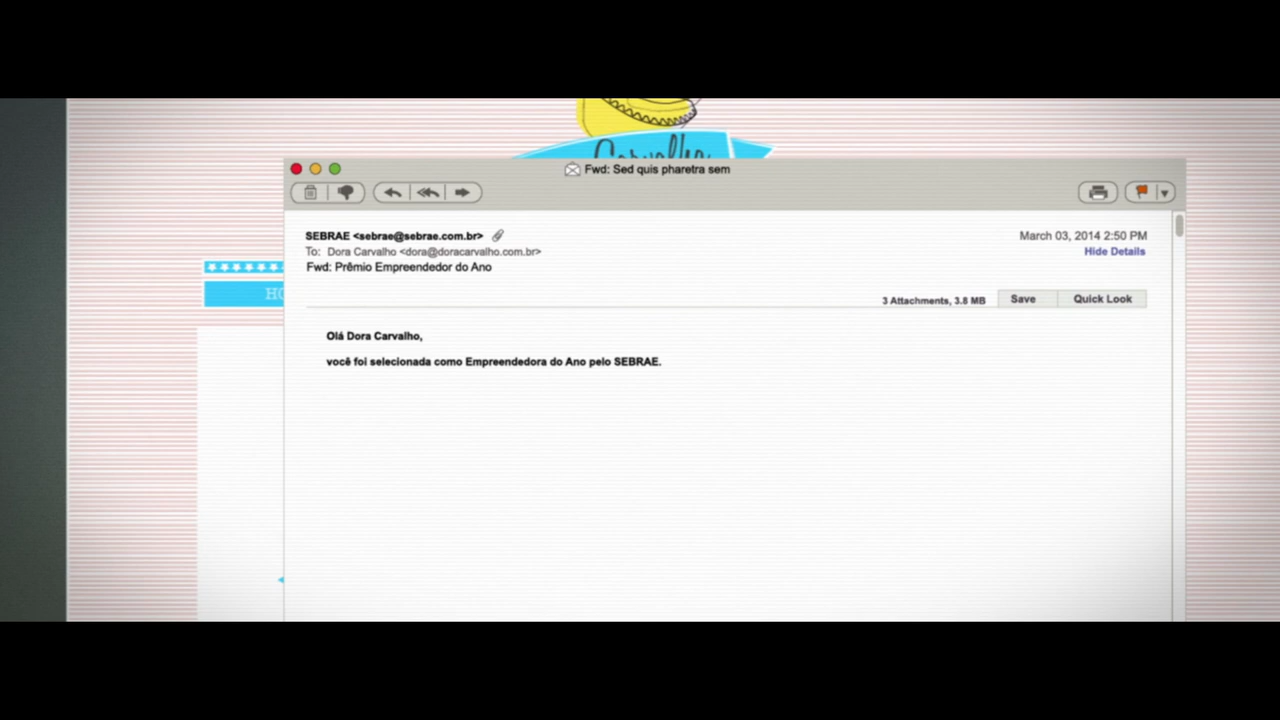 Carvalho
Fwd: Sed quis pharetra sem
SEBRAE <sebrae@sebrae.com.br>
March 03, 2014 2:50 PM
To: Dora Carvalho <dora@doracarvalho.com.br>
Hide Details
Fwd: Prêmio Empreendedor do Ano
HO
3 Attachments, 3.8 MB
Save
Quick Look
Olá Dora Carvalho,
você foi selecionada como Empreendedora do Ano pelo SEBRAE.